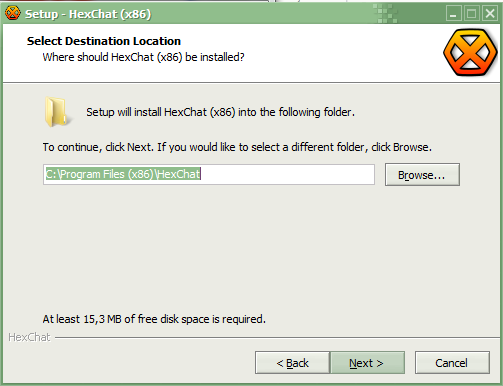 Setup - HexChat (x86)
Select Destination Location
Where should HexChat (x86) be installed?
Setup will install HexChat (x86) into the following folder.
To continue, click Next. If you would like to select a different folder, click Browse.
C:\Program Files (x86)\HexChat
Browse...
At least 15,3 MB of free disk space is required.
HexChat
< Back
Next >
Cancel